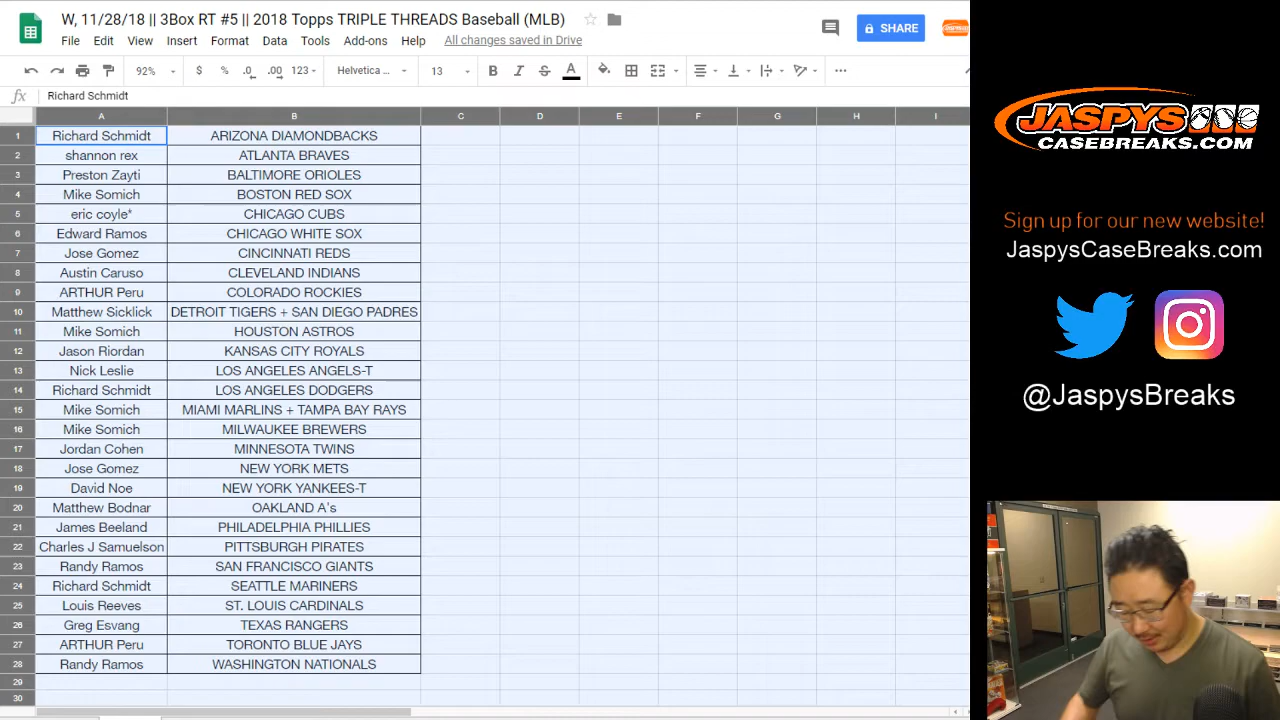 W, 11/28/18 || 3Box RT #5 || 2018 Topps TRIPLE THREADS Baseball (MLB)
File Edit View Insert Format Data Tools Add-ons Help All changes saved in Drive
SHARE
92% $ % .0 .00 123 Helvetica ... 13 B I S A
fx Richard Schmidt
A B C D E F G H I
1 Richard Schmidt ARIZONA DIAMONDBACKS
2 shannon rex ATLANTA BRAVES
3 Preston Zayti BALTIMORE ORIOLES
4 Mike Somich BOSTON RED SOX
5 eric coyle* CHICAGO CUBS
6 Edward Ramos CHICAGO WHITE SOX
7 Jose Gomez CINCINNATI REDS
8 Austin Caruso CLEVELAND INDIANS
9 ARTHUR Peru COLORADO ROCKIES
10 Matthew Sicklick DETROIT TIGERS + SAN DIEGO PADRES
11 Mike Somich HOUSTON ASTROS
12 Jason Riordan KANSAS CITY ROYALS
13 Nick Leslie LOS ANGELES ANGELS-T
14 Richard Schmidt LOS ANGELES DODGERS
15 Mike Somich MIAMI MARLINS + TAMPA BAY RAYS
16 Mike Somich MILWAUKEE BREWERS
17 Jordan Cohen MINNESOTA TWINS
18 Jose Gomez NEW YORK METS
19 David Noe NEW YORK YANKEES-T
20 Matthew Bodnar OAKLAND A's
21 James Beeland PHILADELPHIA PHILLIES
22 Charles J Samuelson PITTSBURGH PIRATES
23 Randy Ramos SAN FRANCISCO GIANTS
24 Richard Schmidt SEATTLE MARINERS
25 Louis Reeves ST. LOUIS CARDINALS
26 Greg Esvang TEXAS RANGERS
27 ARTHUR Peru TORONTO BLUE JAYS
28 Randy Ramos WASHINGTON NATIONALS
29
30
JASPYS
CASEBREAKS.COM
Sign up for our new website!
JaspysCaseBreaks.com
@JaspysBreaks